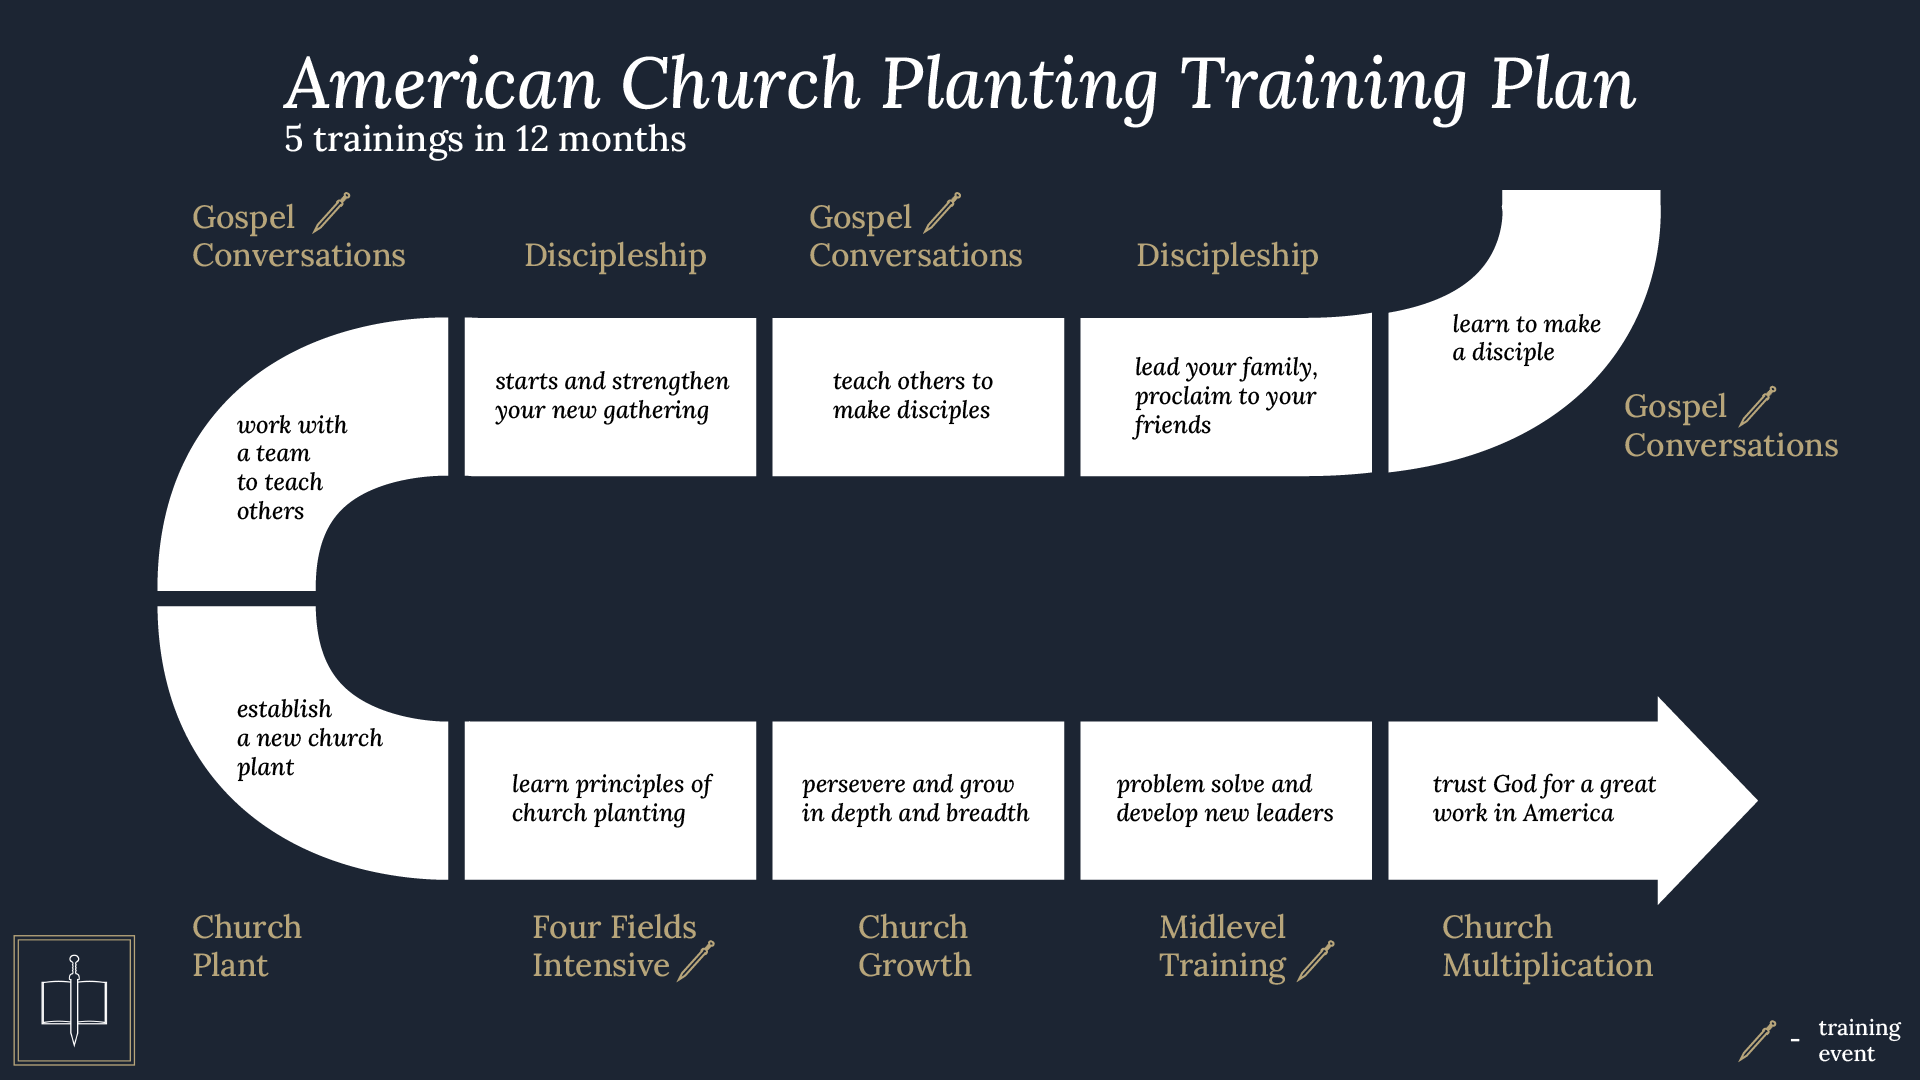 American Church Planting Training Plan
5 trainings in 12 months
Gospel
Conversations
Discipleship
Gospel
Conversations
Discipleship
learn to make
a disciple
Gospel
Conversations
lead your family,
proclaim to your
friends
teach others to
make disciples
starts and strengthen
your new gathering
work with
a team
to teach
others
establish
a new church
plant
learn principles of
church planting
persevere and grow
in depth and breadth
problem solve and
develop new leaders
trust God for a great
work in America
Church
Plant
Four Fields
Intensive
Church
Growth
Midlevel
Training
Church
Multiplication
- training
event